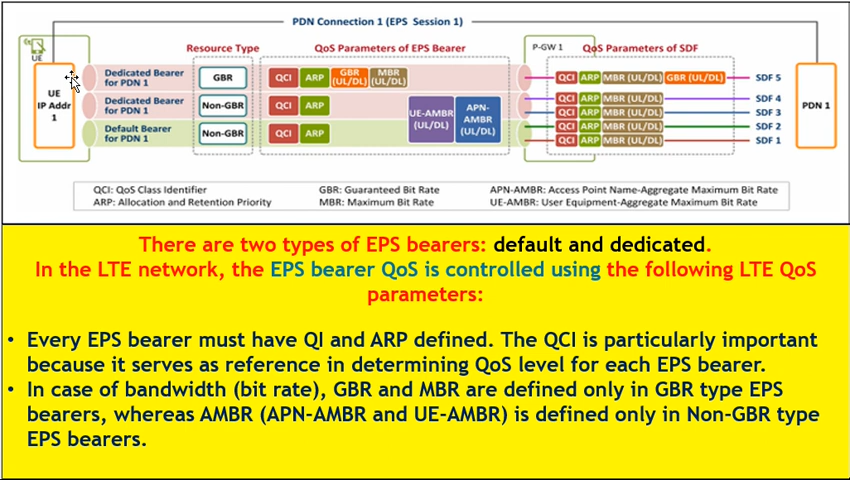 PDN Connection 1 (EPS Session 1)
UE
Resource Type
QoS Parameters of EPS Bearer
P-GW 1
QoS Parameters of SDF
UE
IP Addr
1
Dedicated Bearer
for PDN 1
GBR
QCI
ARP
GBR
(UL/DL)
MBR
(UL/DL)
QCI ARP MBR (UL/DL) GBR (UL/DL)
SDF 5
Dedicated Bearer
for PDN 1
Non-GBR
QCI
ARP
UE-AMBR
(UL/DL)
APN-
AMBR
(UL/DL)
QCI ARP MBR (UL/DL)
SDF 4
QCI ARP MBR (UL/DL)
SDF 3
Default Bearer
for PDN 1
Non-GBR
QCI
ARP
QCI ARP MBR (UL/DL)
SDF 2
QCI ARP MBR (UL/DL)
SDF 1
PDN 1
QCI: QoS Class Identifier GBR: Guaranteed Bit Rate APN-AMBR: Access Point Name-Aggregate Maximum Bit Rate
ARP: Allocation and Retention Priority MBR: Maximum Bit Rate UE-AMBR: User Equipment-Aggregate Maximum Bit Rate
There are two types of EPS bearers: default and dedicated.
In the LTE network, the EPS bearer QoS is controlled using the following LTE QoS
parameters:
• Every EPS bearer must have QI and ARP defined. The QCI is particularly important
because it serves as reference in determining QoS level for each EPS bearer.
• In case of bandwidth (bit rate), GBR and MBR are defined only in GBR type EPS
bearers, whereas AMBR (APN-AMBR and UE-AMBR) is defined only in Non-GBR type
EPS bearers.